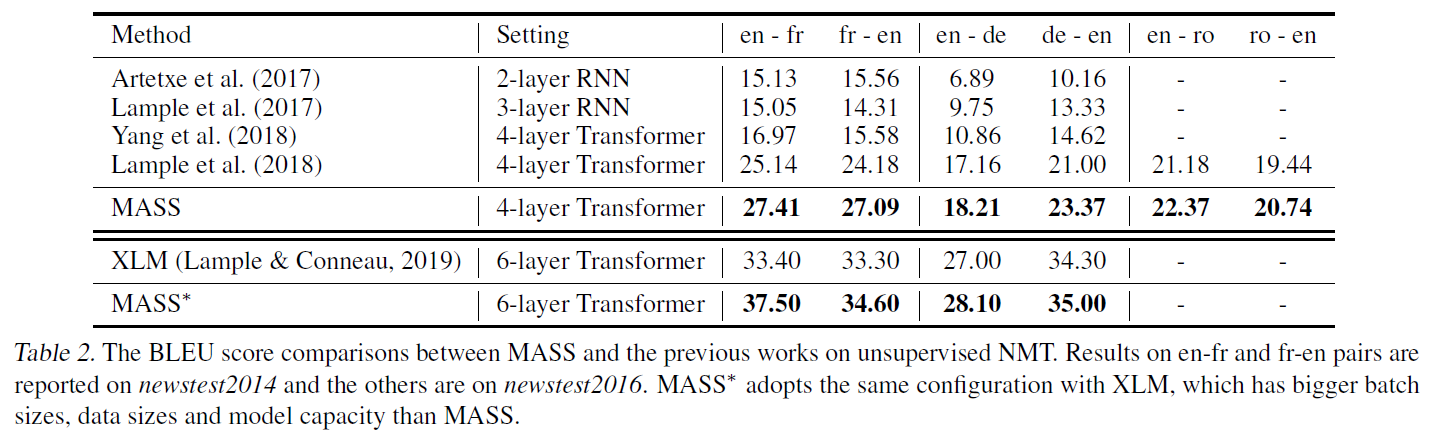 Method Setting en - fr fr - en en - de de - en en - ro ro - en
Artetxe et al. (2017) 2-layer RNN 15.13 15.56 6.89 10.16 - -
Lample et al. (2017) 3-layer RNN 15.05 14.31 9.75 13.33 - -
Yang et al. (2018) 4-layer Transformer 16.97 15.58 10.86 14.62 - -
Lample et al. (2018) 4-layer Transformer 25.14 24.18 17.16 21.00 21.18 19.44
MASS 4-layer Transformer 27.41 27.09 18.21 23.37 22.37 20.74
XLM (Lample & Conneau, 2019) 6-layer Transformer 33.40 33.30 27.00 34.30 - -
MASS* 6-layer Transformer 37.50 34.60 28.10 35.00 - -
Table 2. The BLEU score comparisons between MASS and the previous works on unsupervised NMT. Results on en-fr and fr-en pairs are
reported on newstest2014 and the others are on newstest2016. MASS* adopts the same configuration with XLM, which has bigger batch
sizes, data sizes and model capacity than MASS.